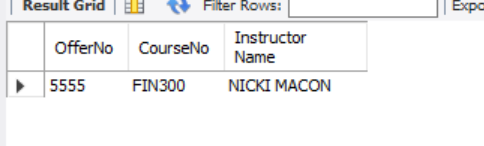 Result Grid Filter Rows: Expo
OfferNo CourseNo Instructor Name
5555 FIN300 NICKI MACON